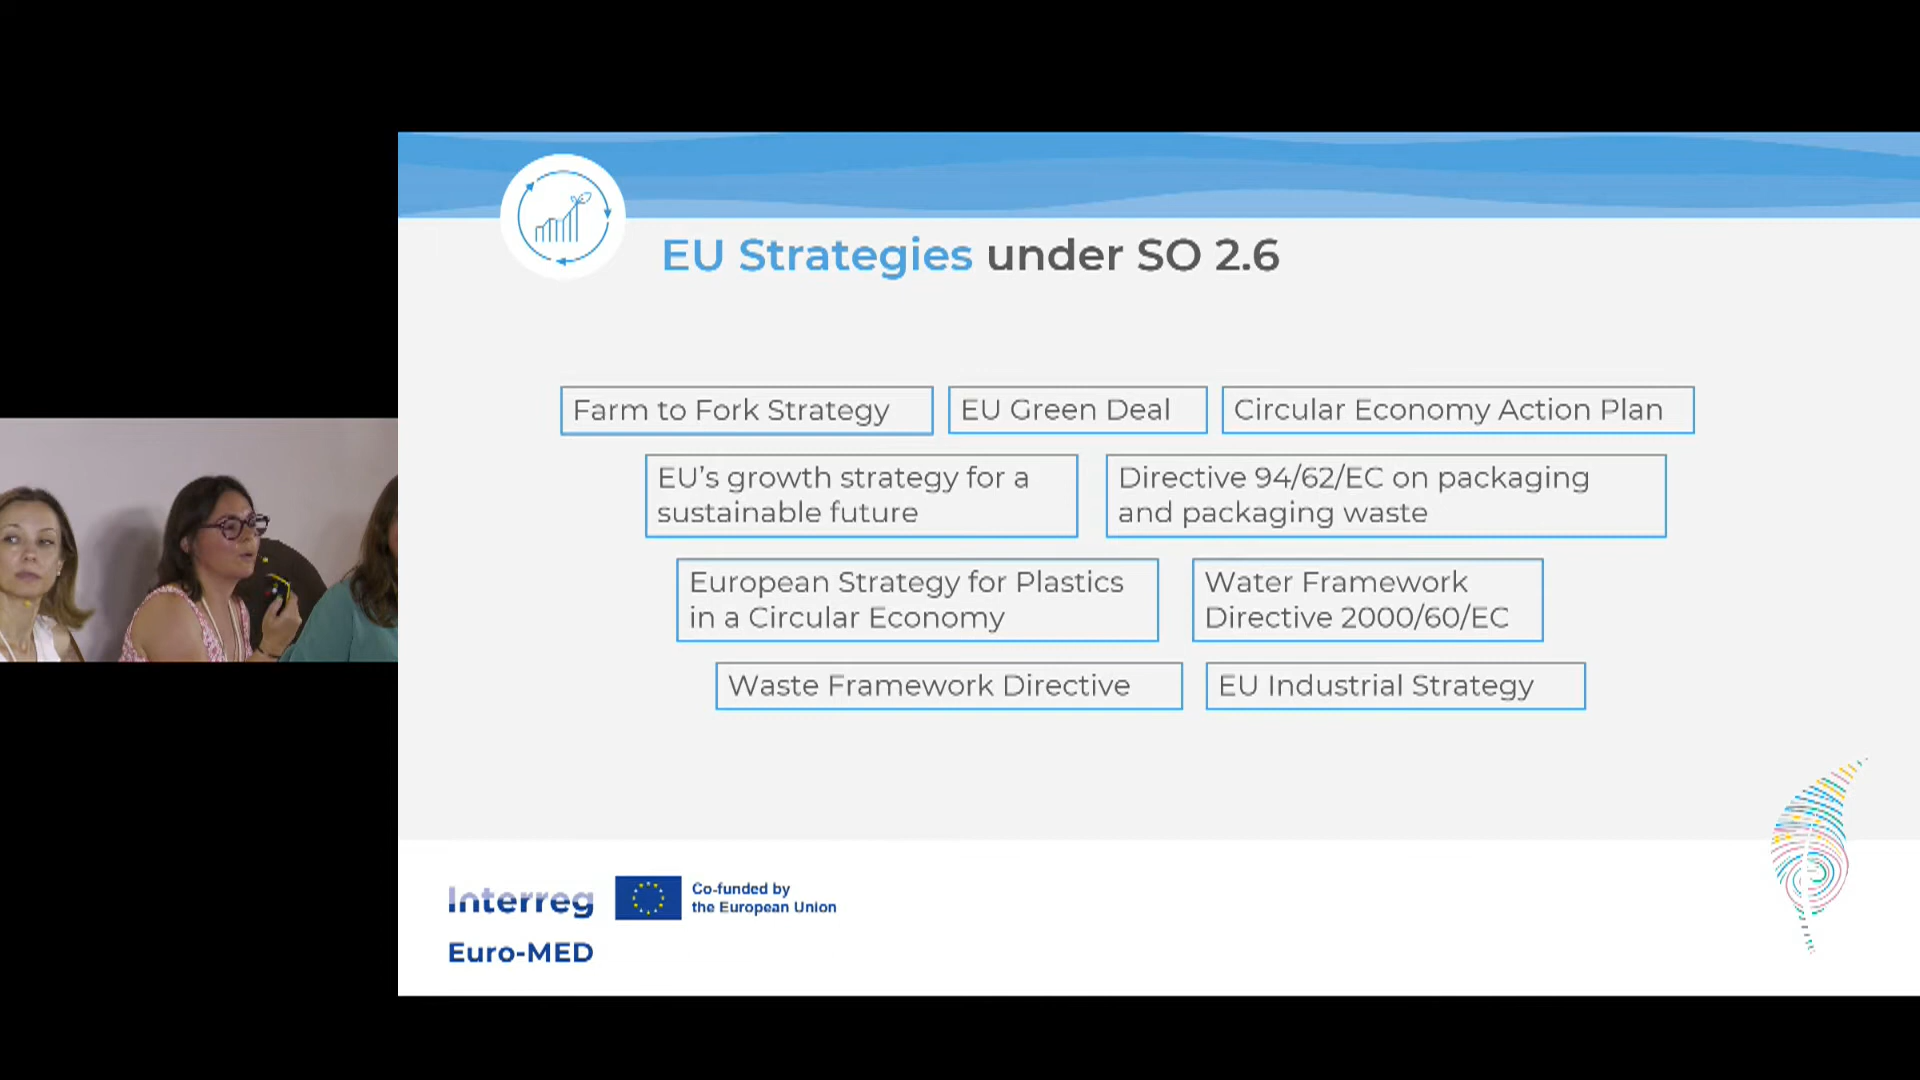 EU Strategies under SO 2.6
Farm to Fork Strategy
EU Green Deal
Circular Economy Action Plan
EU’s growth strategy for a
sustainable future
Directive 94/62/EC on packaging
and packaging waste
European Strategy for Plastics
in a Circular Economy
Water Framework
Directive 2000/60/EC
Waste Framework Directive
EU Industrial Strategy
Interreg
Co-funded by
the European Union
Euro-MED